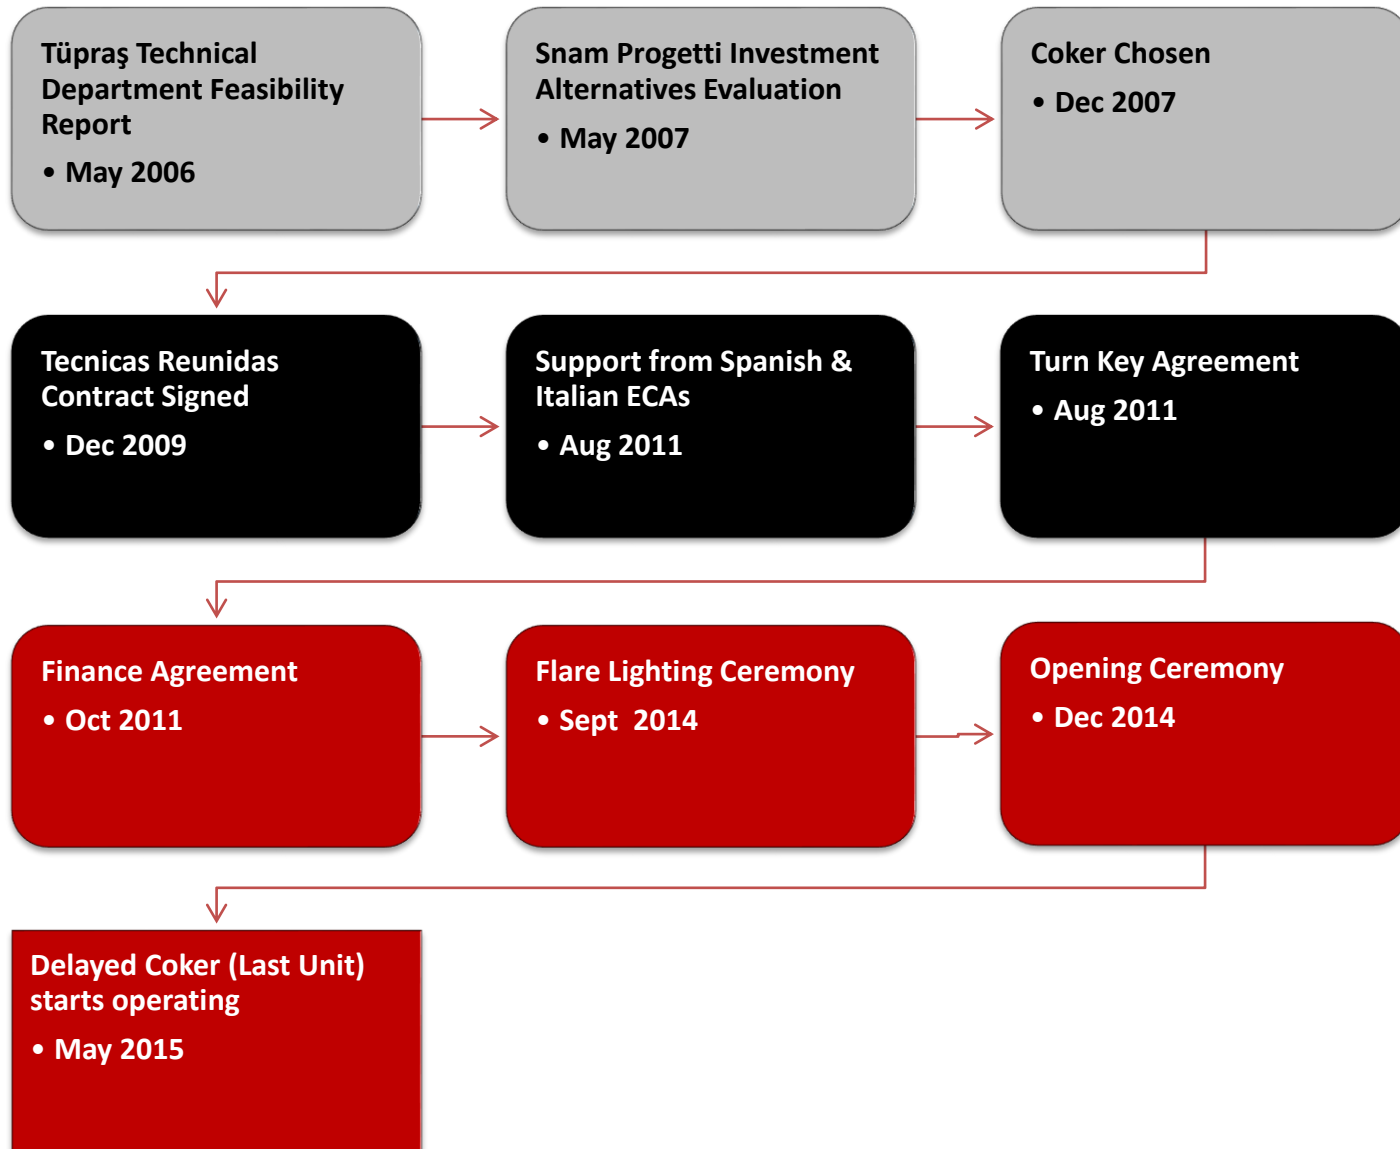 Tüpraş Technical
Department Feasibility
Report
• May 2006
Snam Progetti Investment
Alternatives Evaluation
• May 2007
Coker Chosen
• Dec 2007
Tecnicas Reunidas
Contract Signed
• Dec 2009
Support from Spanish &
Italian ECAs
• Aug 2011
Turn Key Agreement
• Aug 2011
Finance Agreement
• Oct 2011
Flare Lighting Ceremony
• Sept 2014
Opening Ceremony
• Dec 2014
Delayed Coker (Last Unit)
starts operating
• May 2015